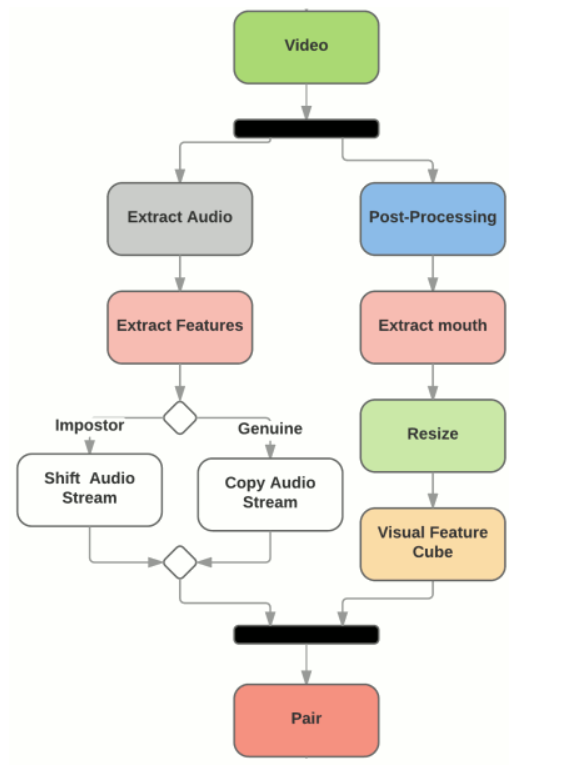 Video
Extract Audio
Post-Processing
Extract Features
Extract mouth
Impostor
Genuine
Resize
Shift Audio
Stream
Copy Audio
Stream
Visual Feature
Cube
Pair